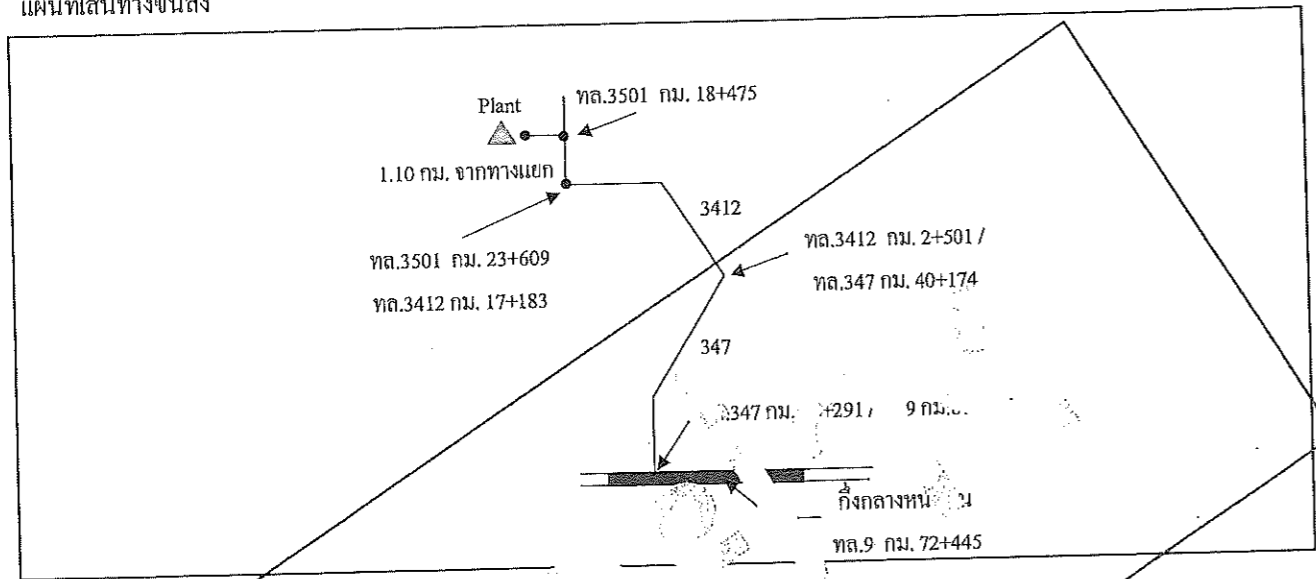 แผนที่เส้นทางขนส่ง
Plant
ทล.3501 กม. 18+475
1.10 กม. จากทางแยก
3412
ทล.3501 กม. 23+609
ทล.3412 กม. 17+183
ทล.3412 กม. 2+501 /
ทล.347 กม. 40+174
347
347 กม. +291 / 9 กม.
กึ่งกลางหน
ทล.9 กม. 72+445